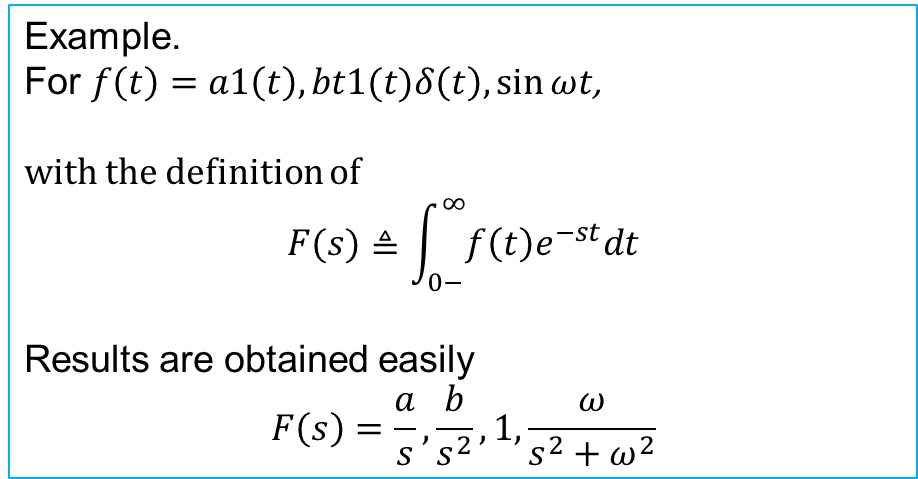 Example.
For f(t) = a1(t), bt1(t)δ(t), sin ωt,
with the definition of
F(s) ≜ ∫₀₋^∞ f(t)e^{−st} dt
Results are obtained easily
F(s) = a/s, b/s², 1, ω/(s² + ω²)